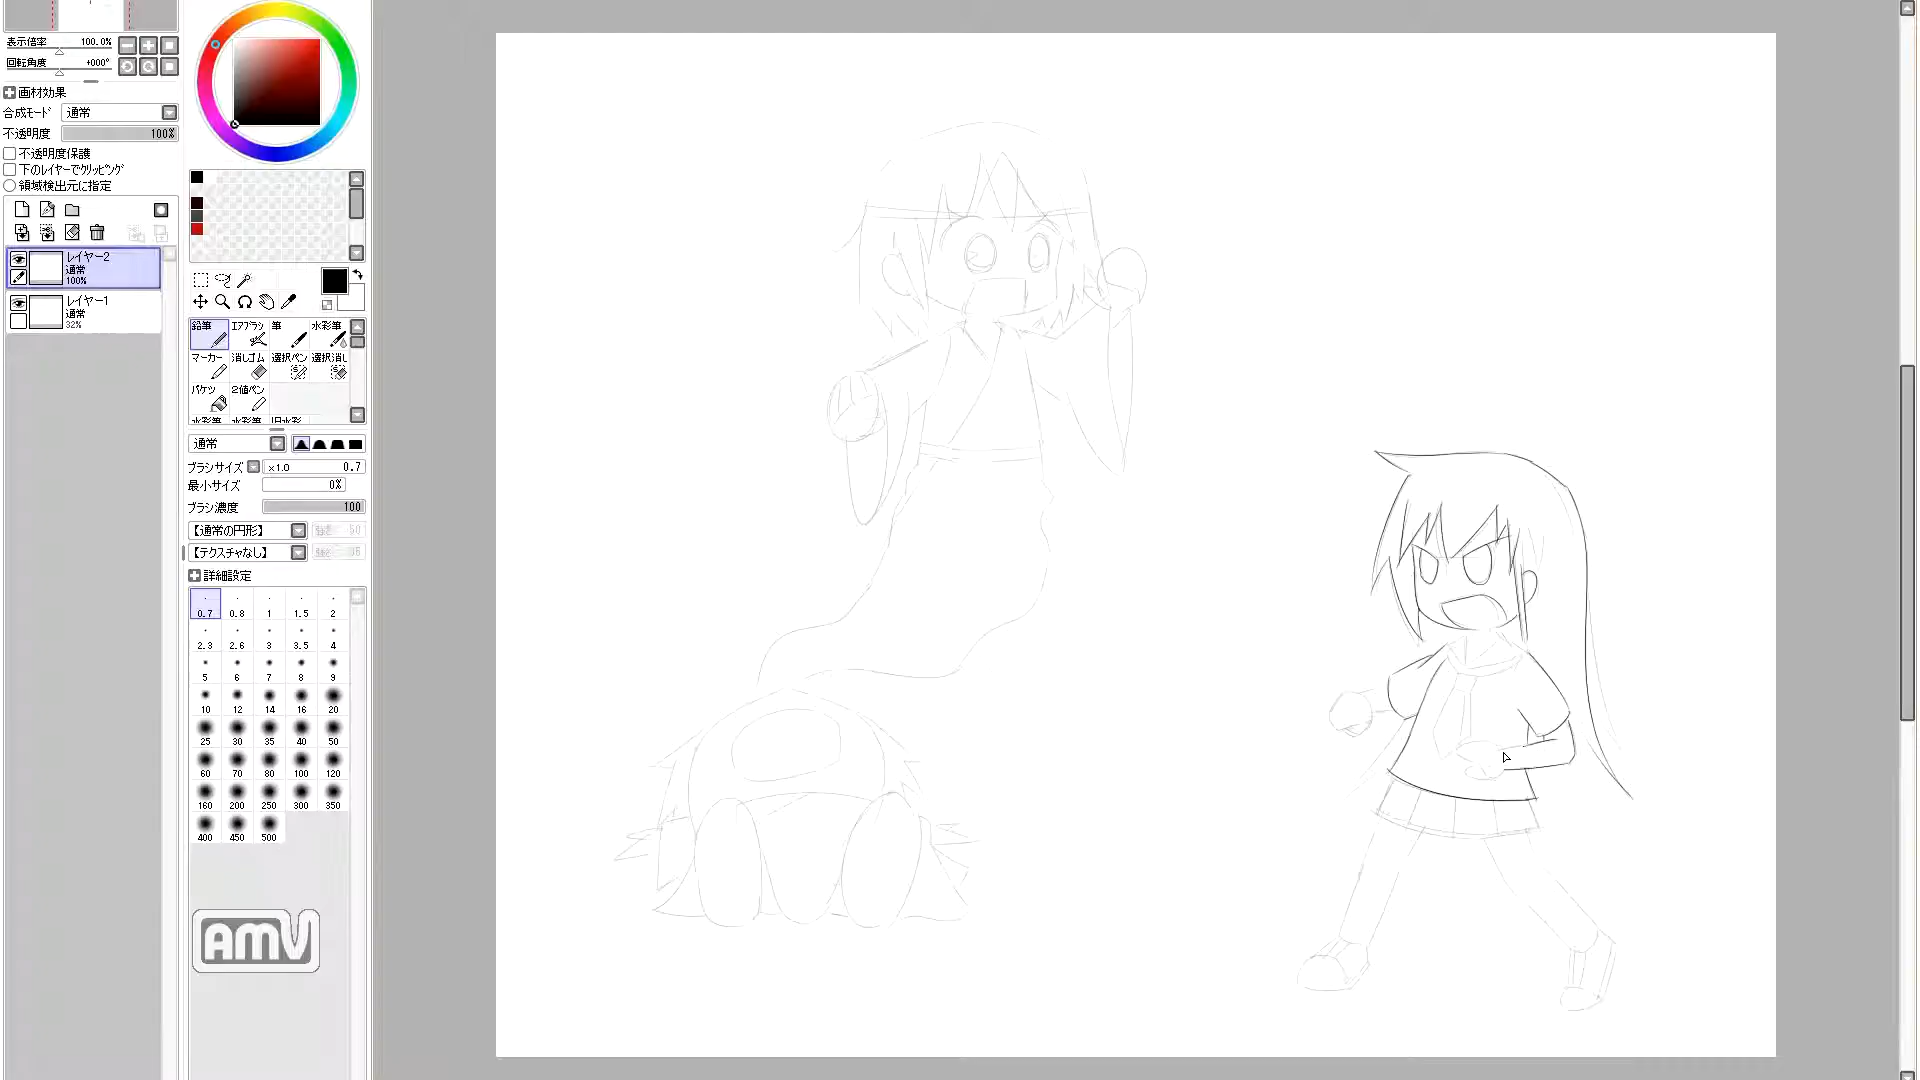 表示倍率 100.0%
回転角度 +000°
画材効果
合成モード 通常
不透明度 100%
不透明度保護
下のレイヤーでクリッピング
領域検出元に指定
レイヤー2
通常
100%
レイヤー1
通常
32%
鉛筆 エアブラシ 筆 水彩筆
マーカー 消しゴム 選択ペン 選択消し
バケツ 2値ペン
通常
ブラシサイズ x1.0 0.7
最小サイズ 0%
ブラシ濃度 100
【通常の円形】 50
【テクスチャなし】
詳細設定
0.7 0.8 1 1.5 2
2.3 2.6 3 3.5 4
5 6 7 8 9
10 12 14 16 20
25 30 35 40 50
60 70 80 100 120
160 200 250 300 350
400 450 500
AMV